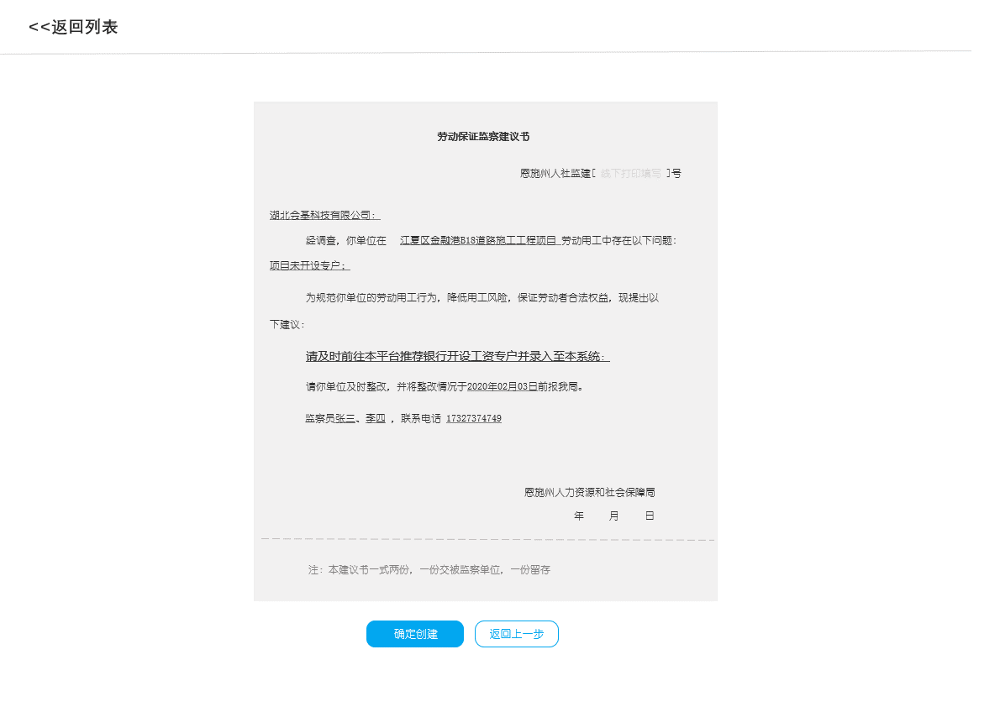 <<返回列表
劳动保证监察建议书
恩施州人社监建[ 线下打印填写 ]号
湖北会基科技有限公司：
经调查，你单位在 江夏区金融港B18道路施工工程项目 劳动用工中存在以下问题：
项目未开设专户；
为规范你单位的劳动用工行为，降低用工风险，保证劳动者合法权益，现提出以
下建议：
请及时前往本平台推荐银行开设工资专户并录入至本系统；
请你单位及时整改，并将整改情况于2020年02月03日前报我局。
监察员张三、李四 ，联系电话 17327374749
恩施州人力资源和社会保障局
年 月 日
注：本建议书一式两份，一份交被监察单位，一份留存
确定创建 返回上一步